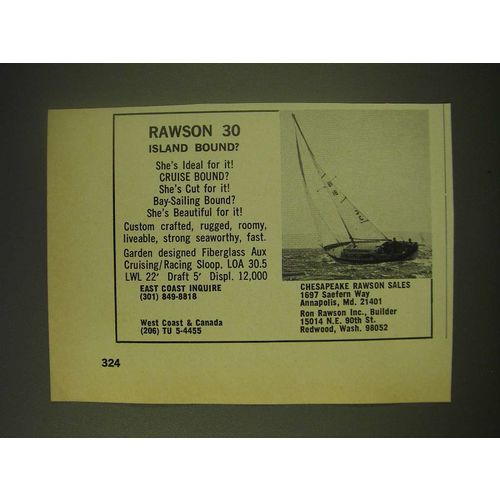 RAWSON 30
ISLAND BOUND?
She's Ideal for it!
CRUISE BOUND?
She's Cut for it!
Bay-Sailing Bound?
She's Beautiful for it!
Custom crafted, rugged, roomy,
liveable, strong seaworthy, fast.
Garden designed Fiberglass Aux
Cruising/Racing Sloop, LOA 30.5
LWL 22' Draft 5' Displ. 12,000
EAST COAST INQUIRE
(301) 849-8818
West Coast & Canada
(206) TU 5-4455
CHESAPEAKE RAWSON SALES
1697 Saefern Way
Annapolis, Md. 21401
Ron Rawson Inc., Builder
15014 N.E. 90th St.
Redwood, Wash. 98052
324